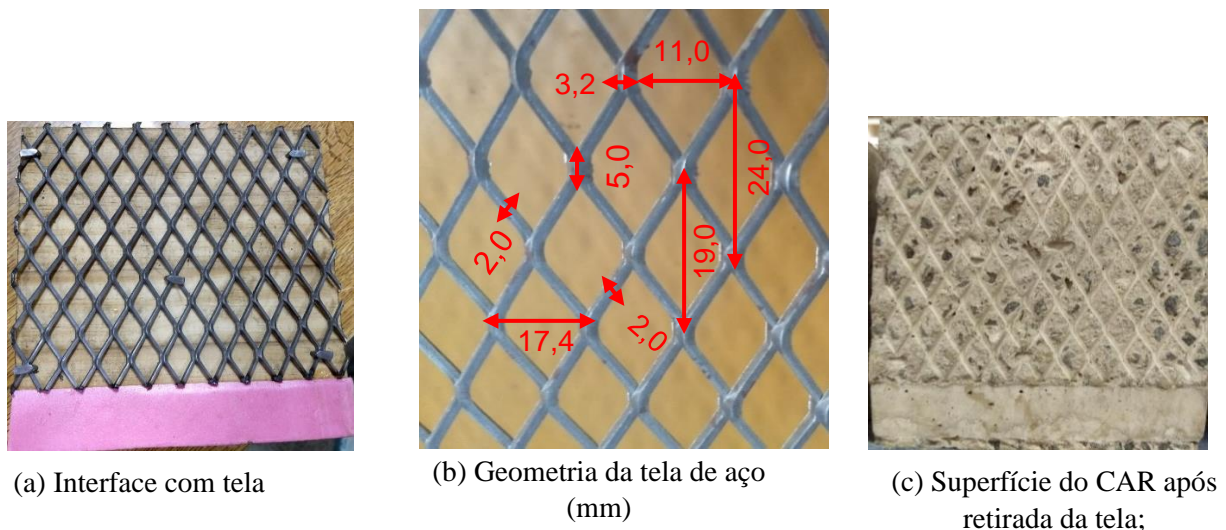 11,0
3,2
5,0
24,0
2,0
19,0
17,4
2,0
(a) Interface com tela
(b) Geometria da tela de aço
(mm)
(c) Superfície do CAR após
retirada da tela;